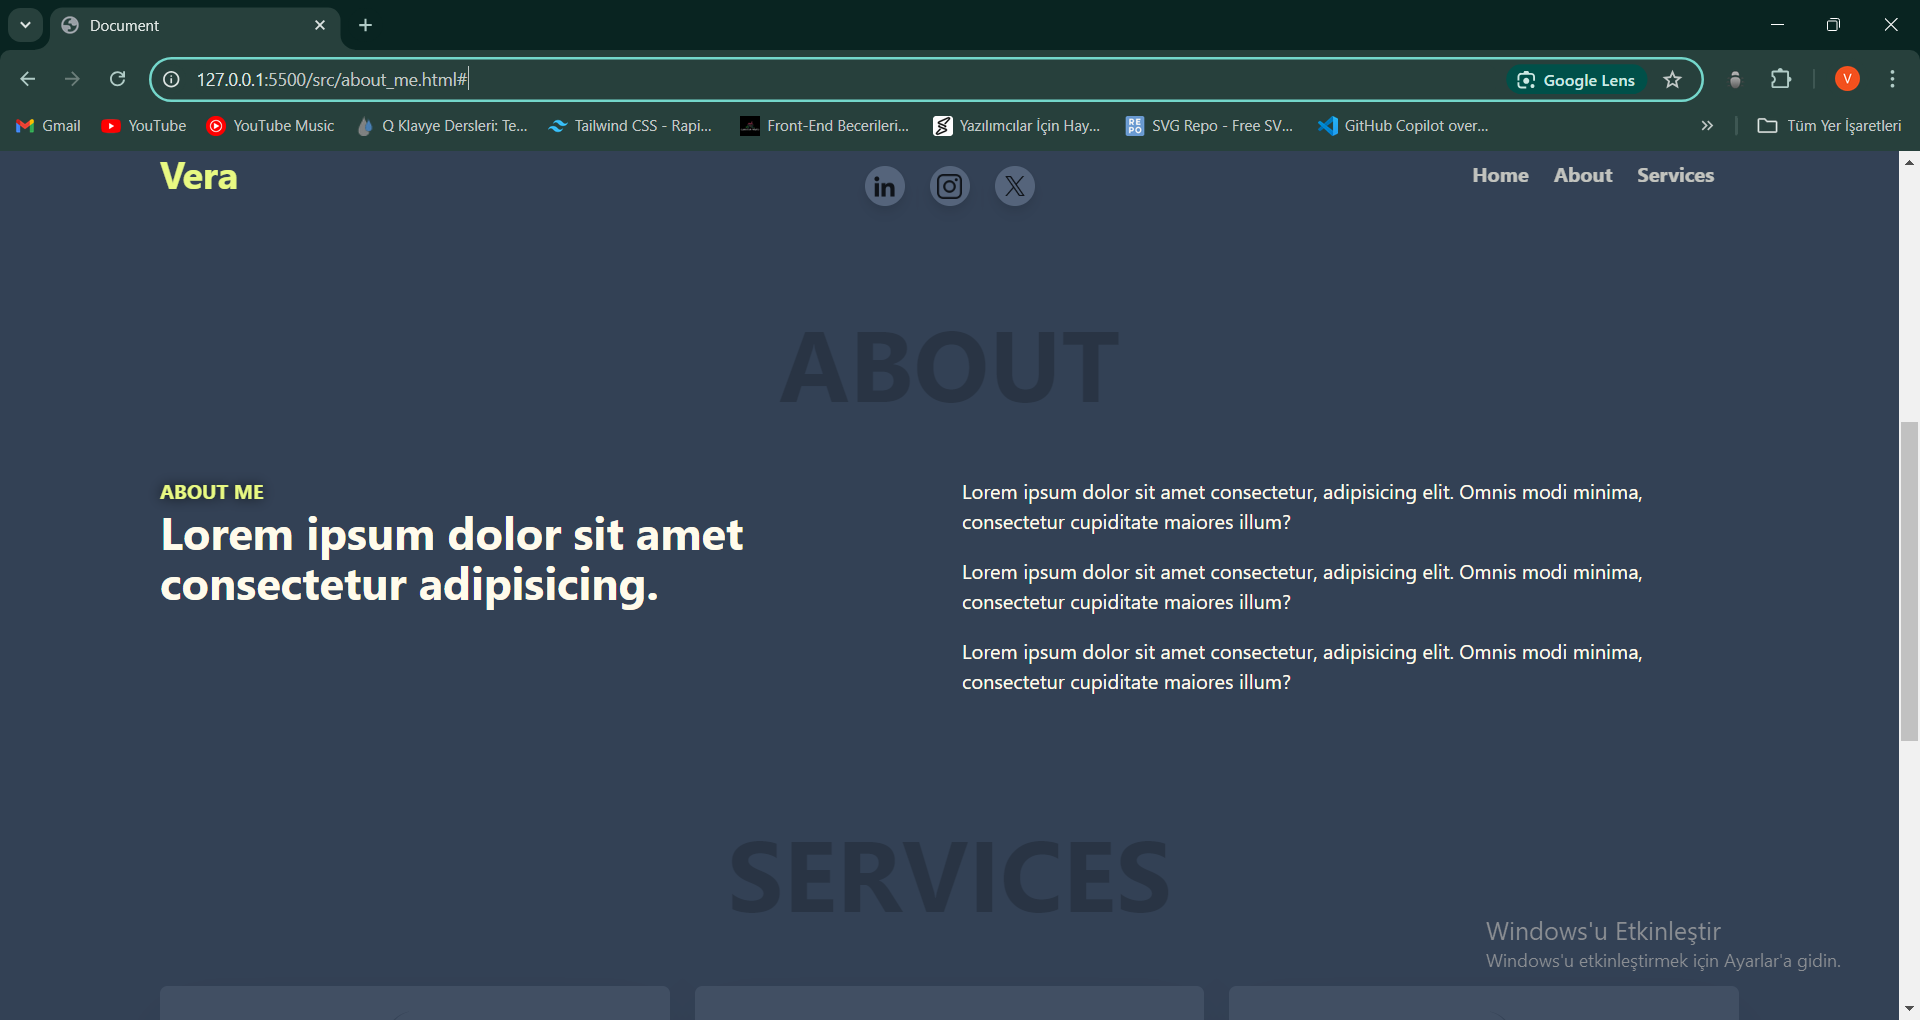 Document
127.0.0.1:5500/src/about_me.html#
Google Lens
V
Gmail
YouTube
YouTube Music
Q Klavye Dersleri: Te...
Tailwind CSS - Rapi...
Front-End Becerileri...
Yazılımcılar İçin Hay...
REPO
SVG Repo - Free SV...
GitHub Copilot over...
Tüm Yer İşaretleri
Vera
in
X
Home About Services
ABOUT
ABOUT ME
Lorem ipsum dolor sit amet
consectetur adipisicing.
Lorem ipsum dolor sit amet consectetur, adipisicing elit. Omnis modi minima,
consectetur cupiditate maiores illum?
Lorem ipsum dolor sit amet consectetur, adipisicing elit. Omnis modi minima,
consectetur cupiditate maiores illum?
Lorem ipsum dolor sit amet consectetur, adipisicing elit. Omnis modi minima,
consectetur cupiditate maiores illum?
SERVICES
Windows'u Etkinleştir
Windows'u etkinleştirmek için Ayarlar'a gidin.